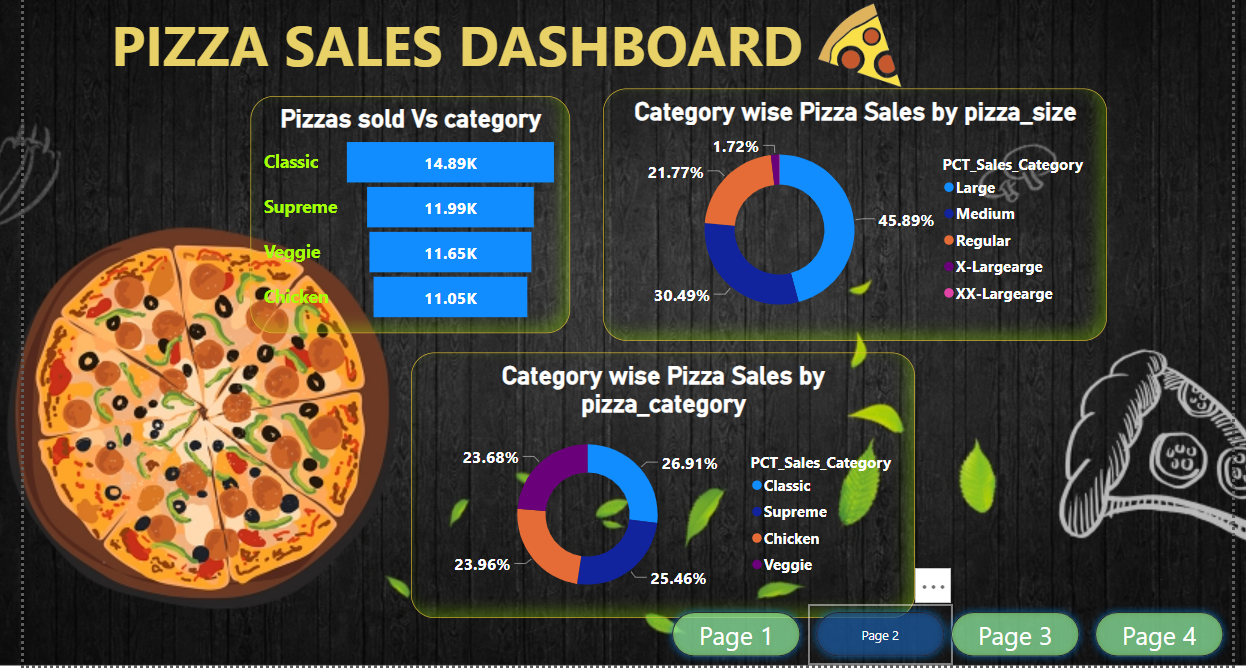 PIZZA SALES DASHBOARD
Pizzas sold Vs category
Classic 14.89K
Supreme 11.99K
Veggie 11.65K
Chicken 11.05K
Category wise Pizza Sales by pizza_size
1.72%
21.77%
45.89%
30.49%
PCT_Sales_Category
Large
Medium
Regular
X-Largearge
XX-Largearge
Category wise Pizza Sales by
pizza_category
23.68%
26.91%
23.96%
25.46%
PCT_Sales_Category
Classic
Supreme
Chicken
Veggie
Page 1
Page 2
Page 3
Page 4